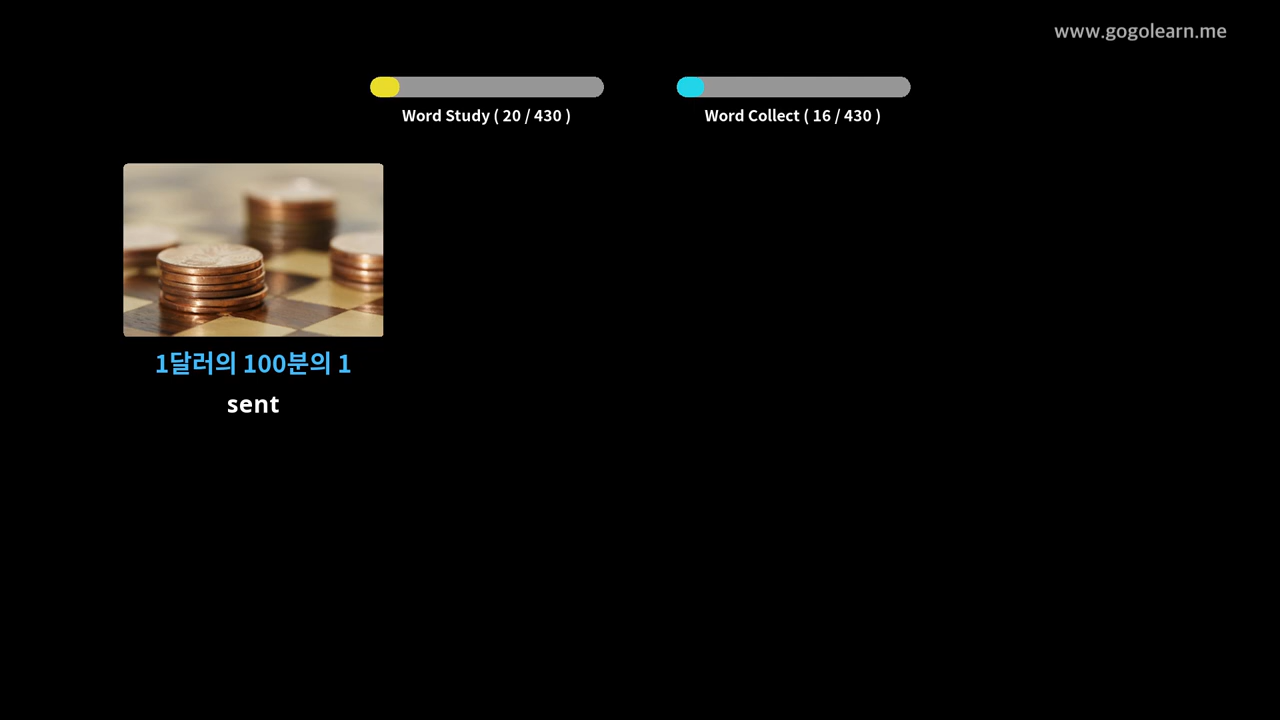 www.gogolearn.me
Word Study ( 20 / 430 )
Word Collect ( 16 / 430 )
1달러의 100분의 1
sent